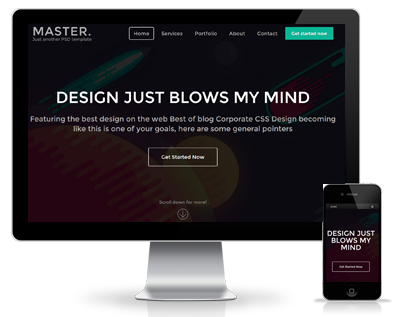 MASTER.
Just another PSD template
Home Services Portfolio About Contact Get started now
DESIGN JUST BLOWS MY MIND
Featuring the best design on the web Best of blog Corporate CSS Design becoming
like this is one of your goals, here are some general pointers
Get Started Now
Scroll down for more!
DESIGN JUST
BLOWS MY
MIND
Get Started Now